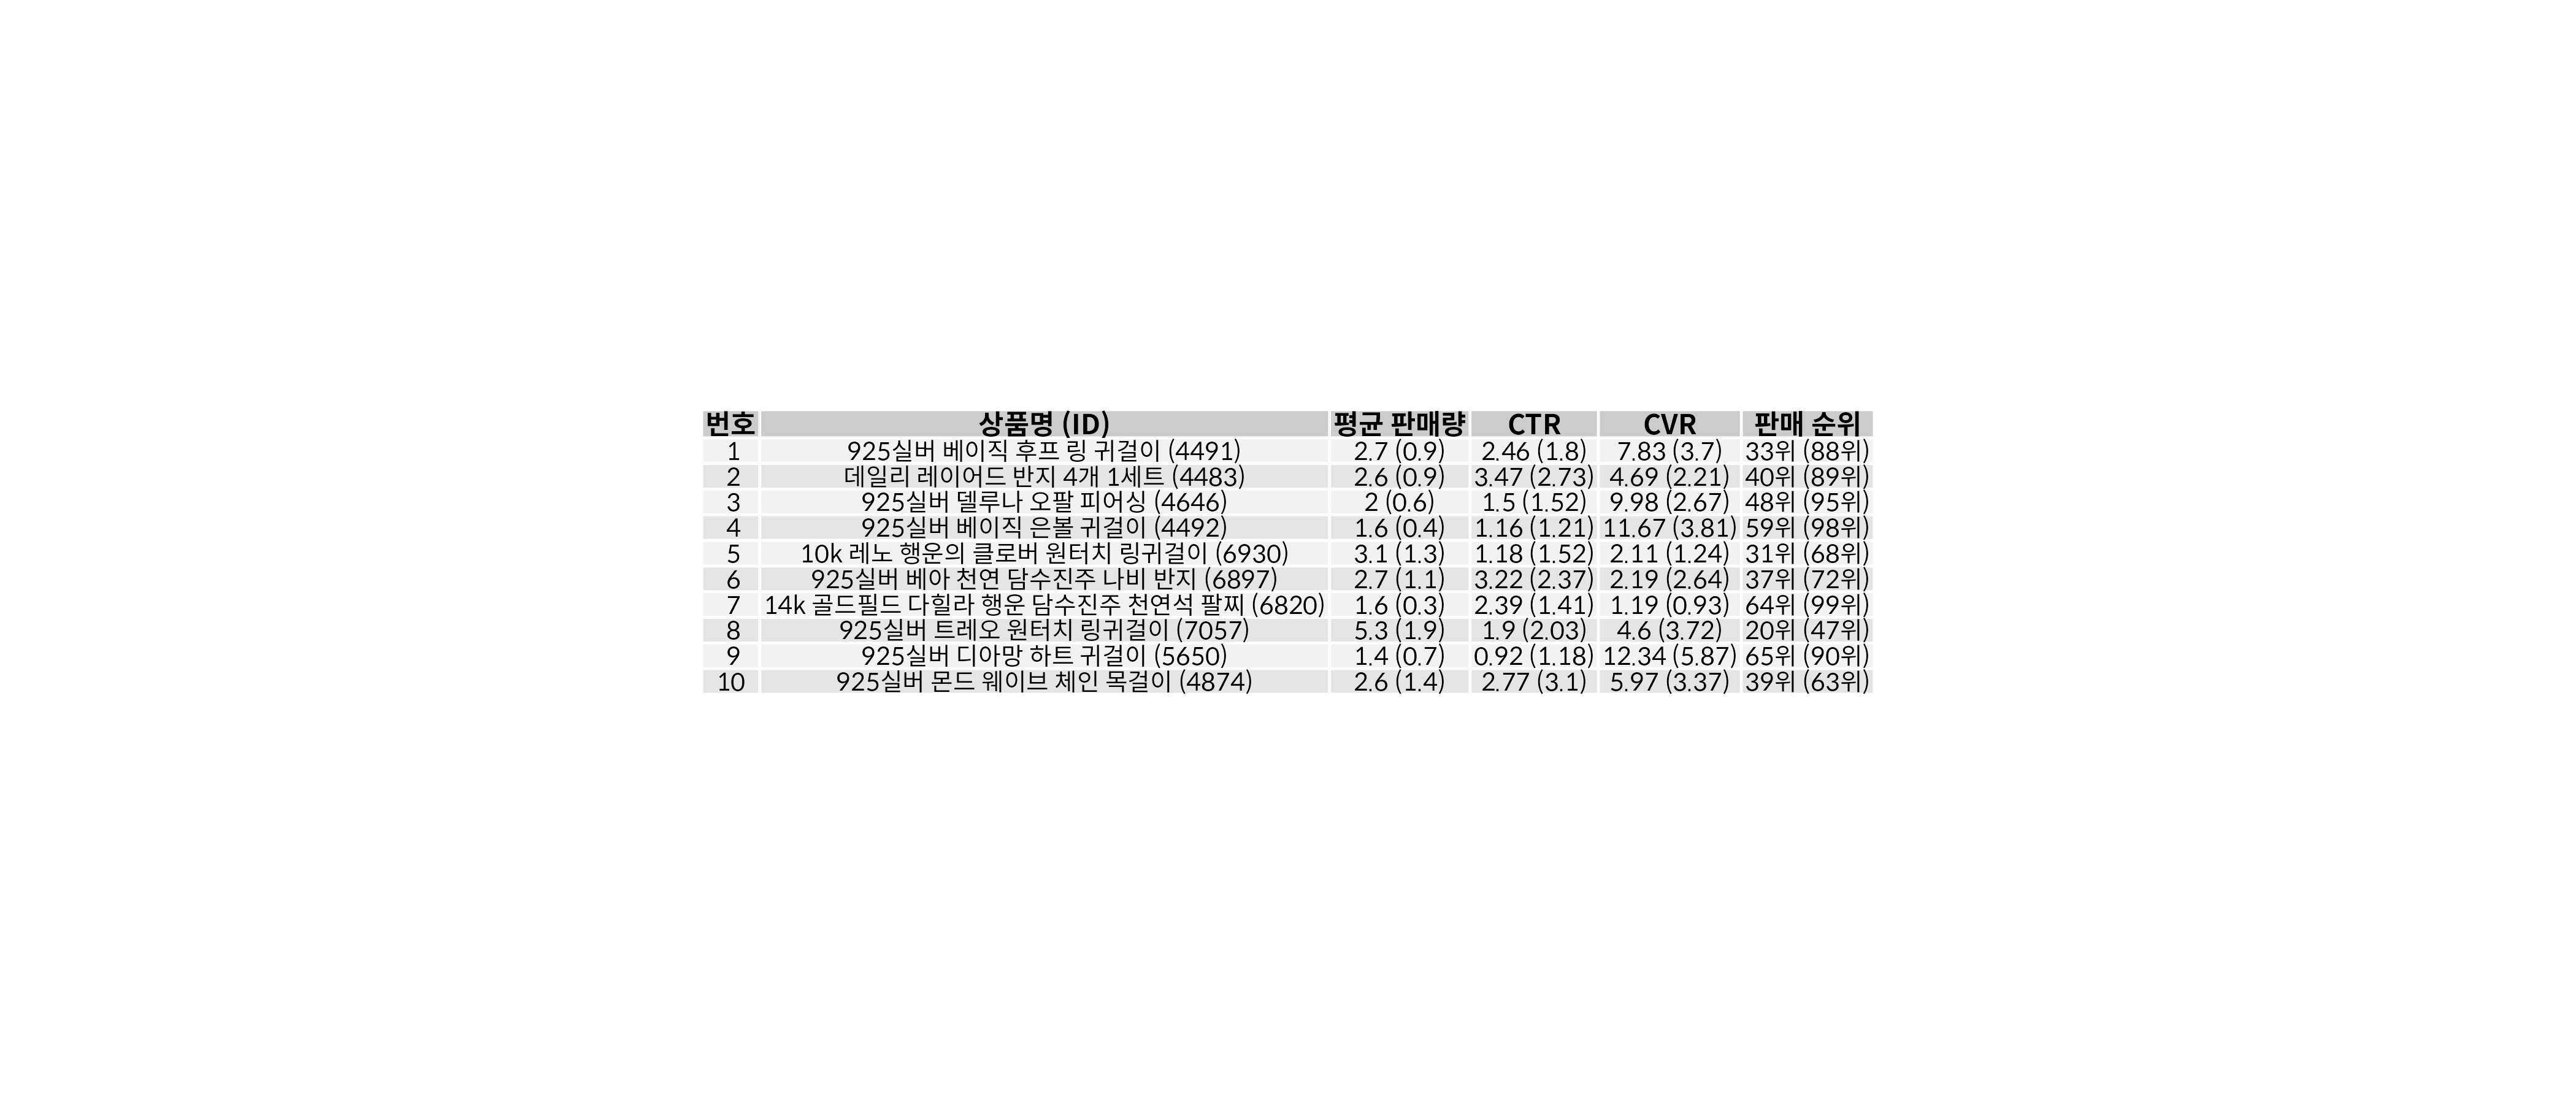 번호 상품명 (ID) 평균 판매량 CTR CVR 판매 순위
1 925실버 베이직 후프 링 귀걸이 (4491) 2.7 (0.9) 2.46 (1.8) 7.83 (3.7) 33위 (88위)
2 데일리 레이어드 반지 4개 1세트 (4483) 2.6 (0.9) 3.47 (2.73) 4.69 (2.21) 40위 (89위)
3 925실버 델루나 오팔 피어싱 (4646) 2 (0.6) 1.5 (1.52) 9.98 (2.67) 48위 (95위)
4 925실버 베이직 은볼 귀걸이 (4492) 1.6 (0.4) 1.16 (1.21) 11.67 (3.81) 59위 (98위)
5 10k 레노 행운의 클로버 원터치 링귀걸이 (6930) 3.1 (1.3) 1.18 (1.52) 2.11 (1.24) 31위 (68위)
6 925실버 베아 천연 담수진주 나비 반지 (6897) 2.7 (1.1) 3.22 (2.37) 2.19 (2.64) 37위 (72위)
7 14k 골드필드 다힐라 행운 담수진주 천연석 팔찌 (6820) 1.6 (0.3) 2.39 (1.41) 1.19 (0.93) 64위 (99위)
8 925실버 트레오 원터치 링귀걸이 (7057) 5.3 (1.9) 1.9 (2.03) 4.6 (3.72) 20위 (47위)
9 925실버 디아망 하트 귀걸이 (5650) 1.4 (0.7) 0.92 (1.18) 12.34 (5.87) 65위 (90위)
10 925실버 몬드 웨이브 체인 목걸이 (4874) 2.6 (1.4) 2.77 (3.1) 5.97 (3.37) 39위 (63위)